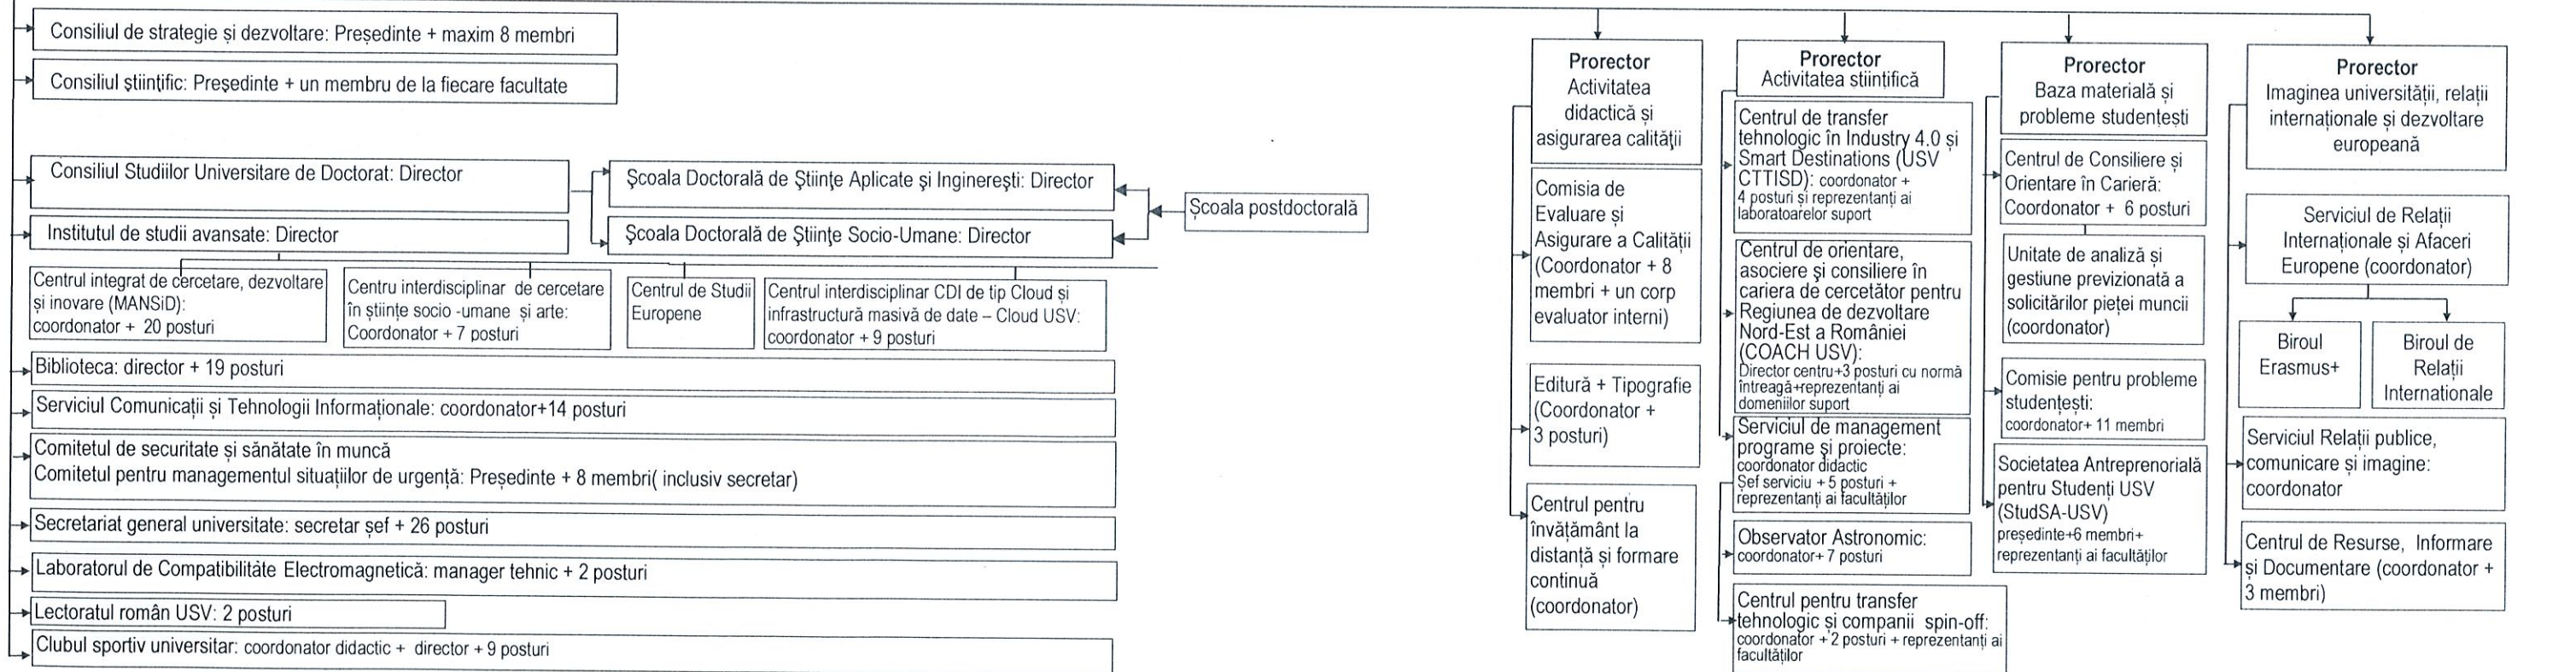 Consiliul de strategie și dezvoltare: Președinte + maxim 8 membri
Consiliul ştiinţific: Preşedinte + un membru de la fiecare facultate
Consiliul Studiilor Universitare de Doctorat: Director
Şcoala Doctorală de Ştiinţe Aplicate şi Inginereşti: Director
Şcoala Doctorală de Ştiinţe Socio-Umane: Director
Școala postdoctorală
Institutul de studii avansate: Director
Centrul integrat de cercetare, dezvoltare
și inovare (MANSiD):
coordonator + 20 posturi
Centru interdisciplinar de cercetare
în științe socio -umane și arte:
Coordonator + 7 posturi
Centrul de Studii
Europene
Centrul interdisciplinar CDI de tip Cloud și
infrastructură masivă de date – Cloud USV:
coordonator + 9 posturi
Biblioteca: director + 19 posturi
Serviciul Comunicații și Tehnologii Informaționale: coordonator+14 posturi
Comitetul de securitate și sănătate în muncă
Comitetul pentru managementul situațiilor de urgență: Președinte + 8 membri( inclusiv secretar)
Secretariat general universitate: secretar șef + 26 posturi
Laboratorul de Compatibilitate Electromagnetică: manager tehnic + 2 posturi
Lectoratul român USV: 2 posturi
Clubul sportiv universitar: coordonator didactic + director + 9 posturi
Prorector
Activitatea
didactică și
asigurarea calităţii
Comisia de
Evaluare și
Asigurare a Calității
(Coordonator + 8
membri + un corp
evaluator interni)
Editură + Tipografie
(Coordonator +
3 posturi)
Centrul pentru
învățământ la
distanță și formare
continuă
(coordonator)
Prorector
Activitatea stiintifică
Centrul de transfer
tehnologic în Industry 4.0 și
Smart Destinations (USV
CTTISD): coordonator +
4 posturi și reprezentanți ai
laboratoarelor suport
Centrul de orientare,
asociere şi consiliere în
cariera de cercetător pentru
Regiunea de dezvoltare
Nord-Est a României
(COACH USV):
Director centru+3 posturi cu normă
întreagă+reprezentanți ai
domeniilor suport
Serviciul de management
programe şi proiecte:
coordonator didactic
Șef serviciu + 5 posturi +
reprezentanți ai facultăților
Observator Astronomic:
coordonator+ 7 posturi
Centrul pentru transfer
tehnologic și companii spin-off:
coordonator + 2 posturi + reprezentanți ai
facultăților
Prorector
Baza materială și
probleme studențești
Centrul de Consiliere și
Orientare în Carieră:
Coordonator + 6 posturi
Unitate de analiză și
gestiune previzionată a
solicitărilor pieței muncii
(coordonator)
Comisie pentru probleme
studențești:
coordonator+ 11 membri
Societatea Antreprenorială
pentru Studenți USV
(StudSA-USV)
președinte+6 membri+
reprezentanți ai facultăților
Prorector
Imaginea universității, relații
internaționale și dezvoltare
europeană
Serviciul de Relații
Internaționale și Afaceri
Europene (coordonator)
Biroul
Erasmus+
Biroul de
Relații
Internationale
Serviciul Relații publice,
comunicare și imagine:
coordonator
Centrul de Resurse, Informare
și Documentare (coordonator +
3 membri)